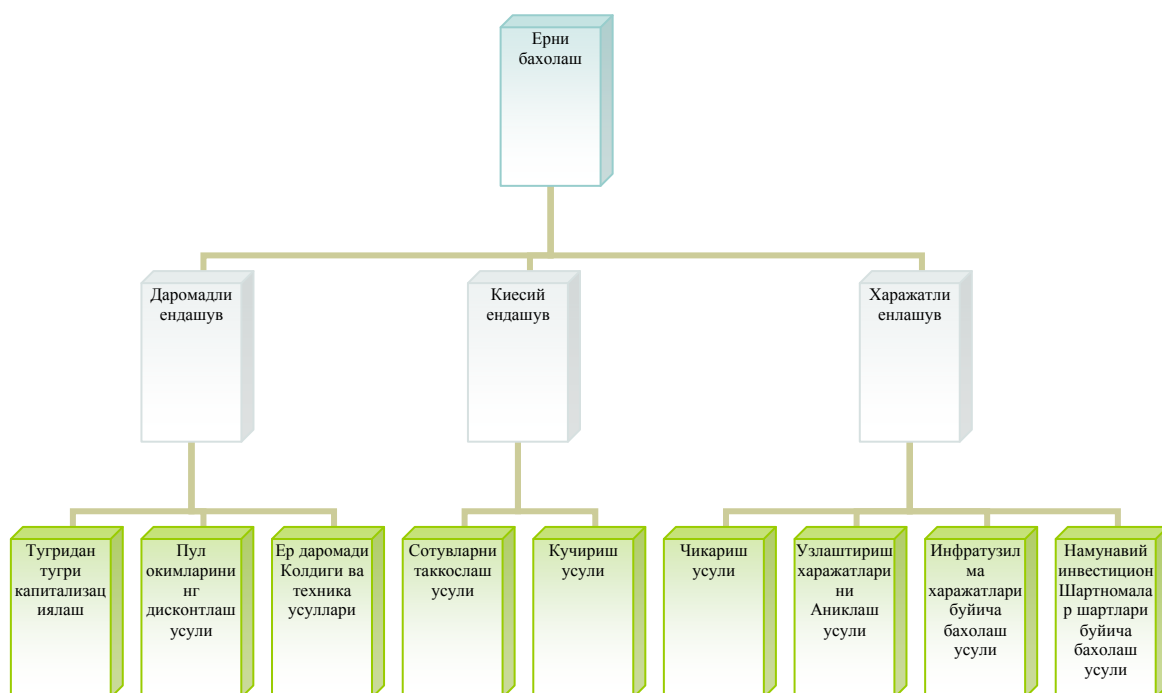 Ерни
бахолаш
Даромадли
ендашув
Киесий
ендашув
Харажатли
енлашув
Тугридан
тугри
капитализац
иялаш
Пул
окимларини
нг
дисконтлаш
усули
Ер даромади
Колдиги ва
техника
усуллари
Сотувларни
таккослаш
усули
Кучириш
усули
Чикариш
усули
Узлаштириш
харажатлари
ни
Аниклаш
усули
Инфратузил
ма
харажатлари
буйича
бахолаш
усули
Намунавий
инвестицион
Шартномала
р шартлари
буйича
бахолаш
усули